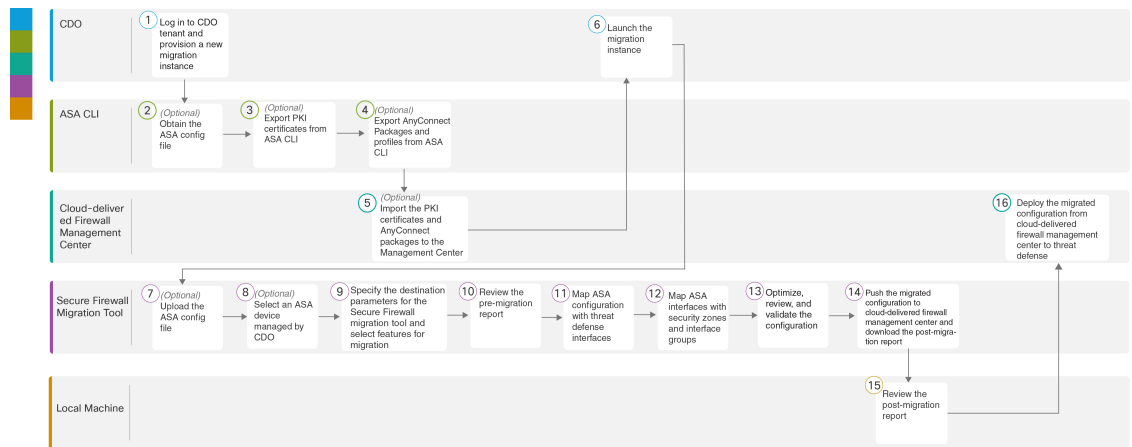 CDO
1
Log in to CDO
tenant and
provision a new
migration
instance
6
Launch the
migration
instance
ASA CLI
2
(Optional)
Obtain the
ASA config
file
3
(Optional)
Export PKI
certificates from
ASA CLI
4
(Optional)
Export AnyConnect
Packages and
profiles from ASA
CLI
Cloud-deliver
ed Firewall
Management
Center
5
(Optional)
Import the PKI
certificates and
AnyConnect
packages to the
Management Center
16
Deploy the migrated
configuration from
cloud-delivered
firewall management
center to threat
defense
Secure Firewall
Migration Tool
7
(Optional)
Upload the
ASA config
file
8
(Optional)
Select an ASA
device
managed by
CDO
9
Specify the destination
parameters for the
Secure Firewall
migration tool and
select features for
migration
10
Review the
pre-migration
report
11
Map ASA
configuration
with threat
defense
interfaces
12
Map ASA
interfaces with
security zones
and interface
groups
13
Optimize,
review, and
validate the
configuration
14
Push the migrated
configuration to
cloud-delivered firewall
management center and
download the post-migra-
tion report
Local Machine
15
Review the
post-migration
report